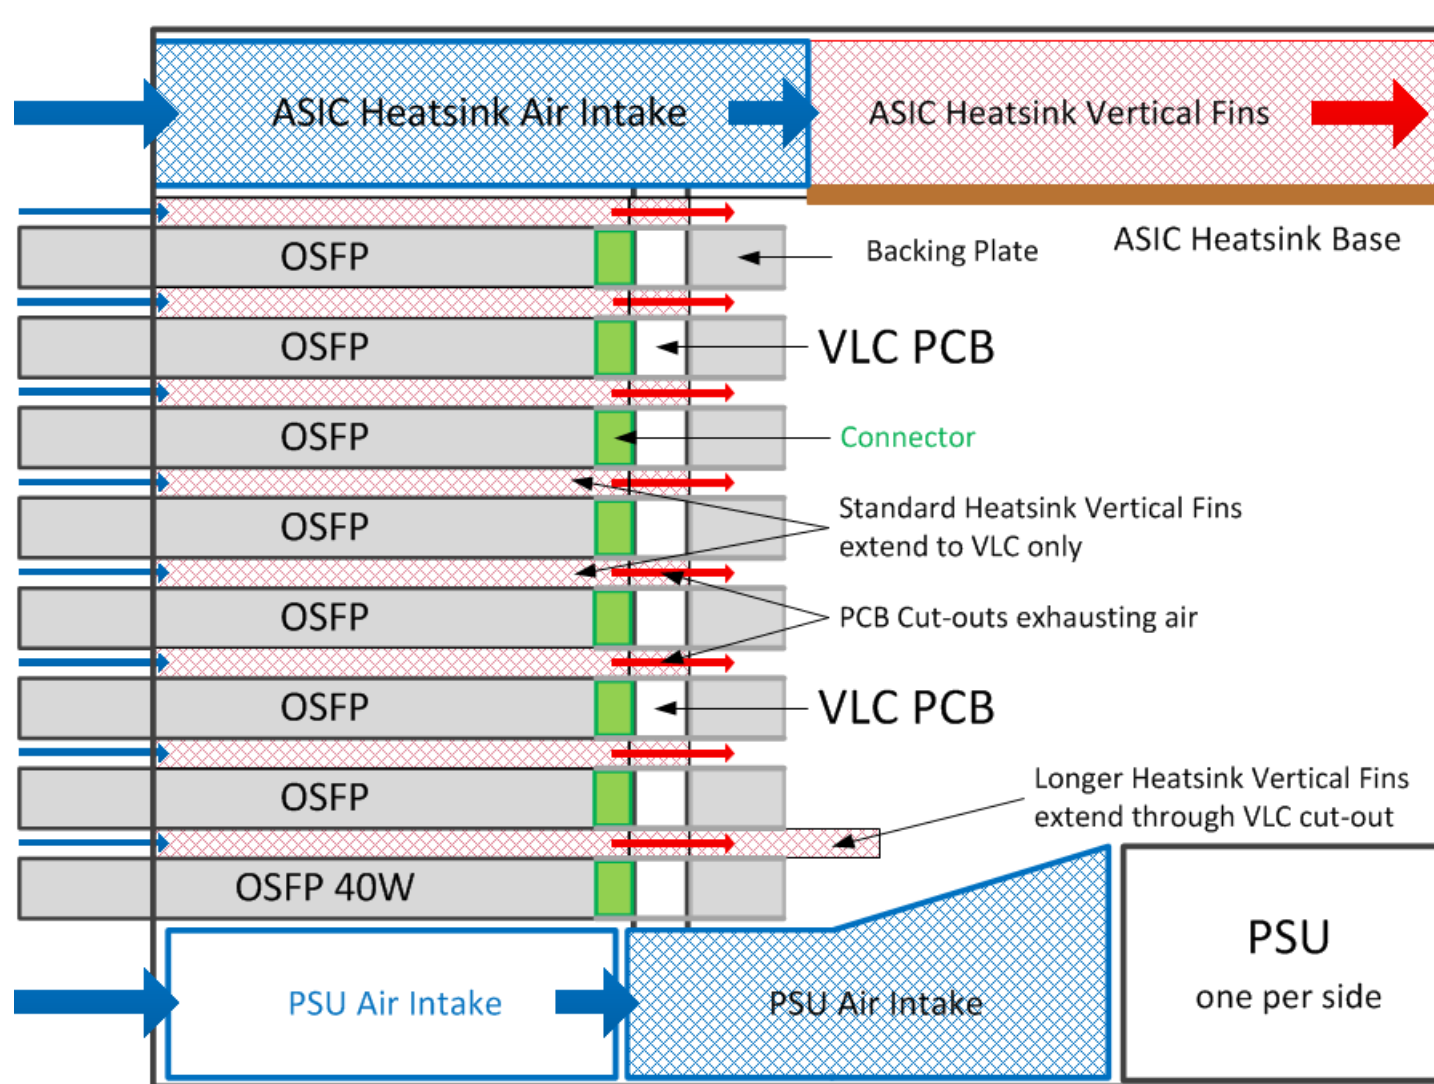 ASIC Heatsink Air Intake
ASIC Heatsink Vertical Fins
ASIC Heatsink Base
OSFP
Backing Plate
OSFP
VLC PCB
OSFP
Connector
OSFP
Standard Heatsink Vertical Fins
extend to VLC only
OSFP
PCB Cut-outs exhausting air
OSFP
VLC PCB
OSFP
Longer Heatsink Vertical Fins
extend through VLC cut-out
OSFP 40W
PSU Air Intake
PSU Air Intake
PSU
one per side